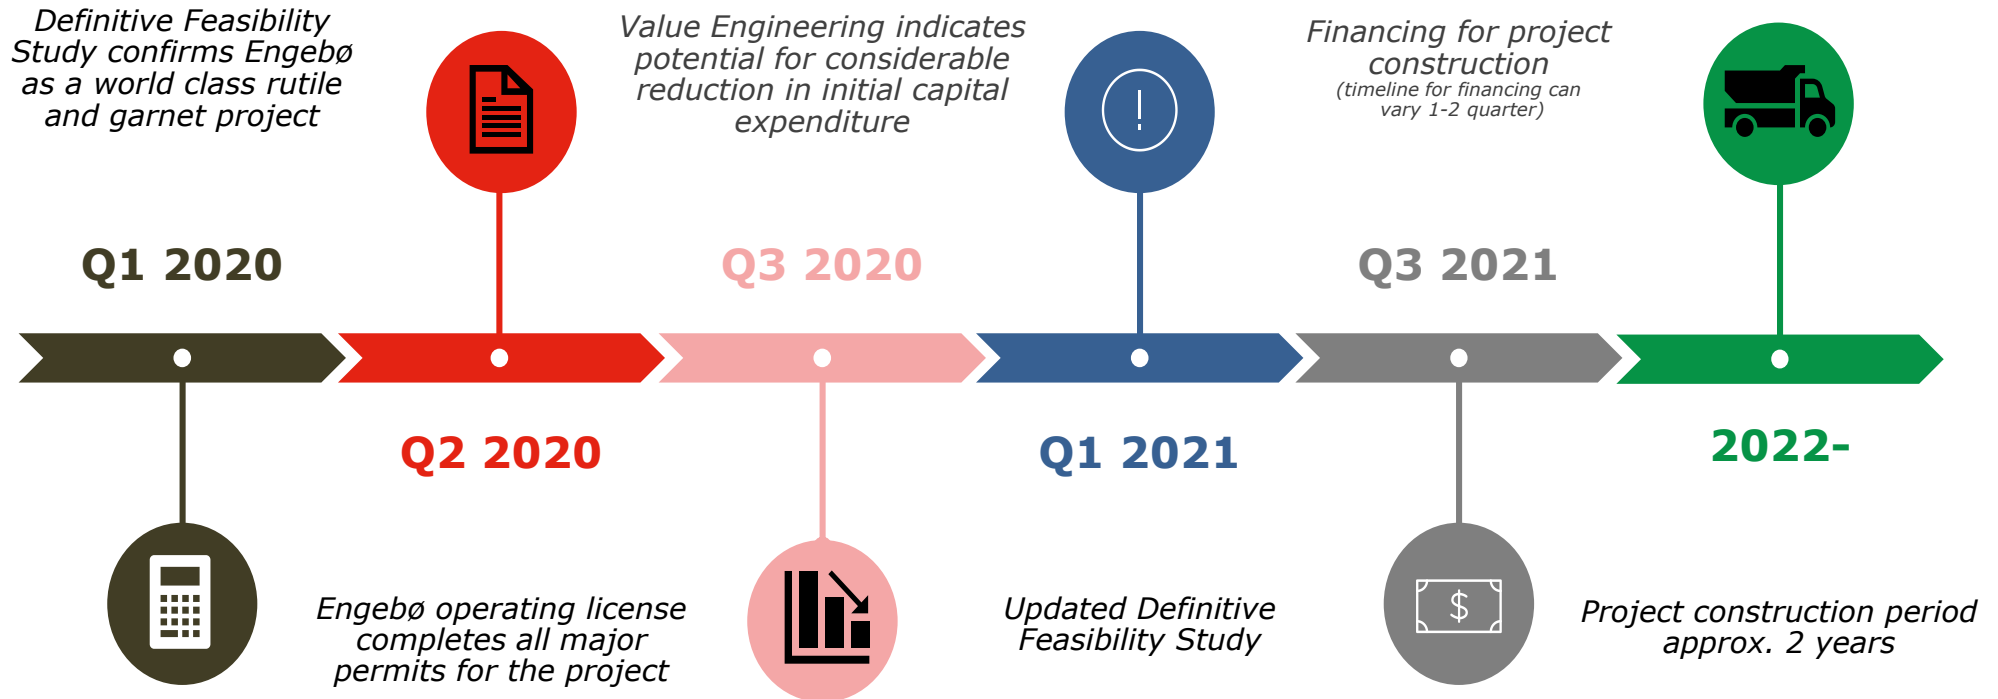 Definitive Feasibility
Study confirms Engebø
as a world class rutile
and garnet project
Value Engineering indicates
potential for considerable
reduction in initial capital
expenditure
Financing for project
construction
(timeline for financing can
vary 1-2 quarter)
Q1 2020
Q3 2020
Q3 2021
Q2 2020
Q1 2021
2022-
Engebø operating license
completes all major
permits for the project
Updated Definitive
Feasibility Study
$
Project construction period
approx. 2 years